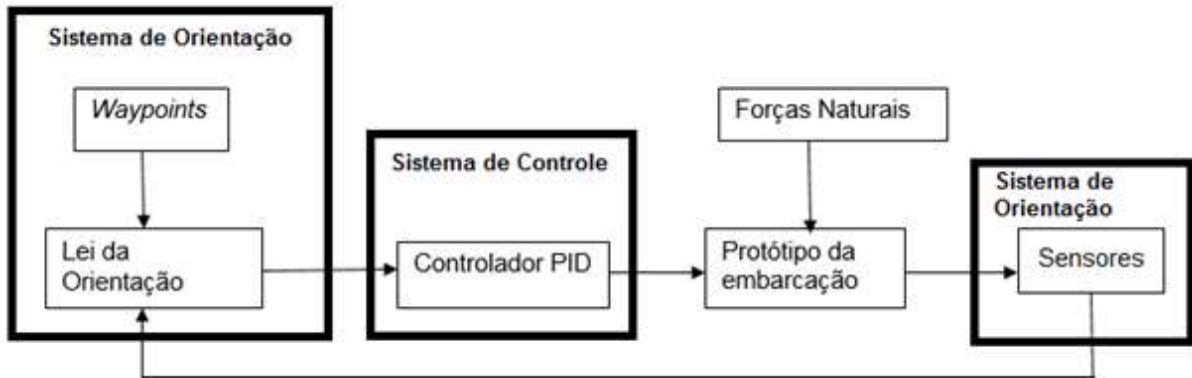 Sistema de Orientação
Waypoints
Lei da
Orientação
Sistema de Controle
Controlador PID
Forças Naturais
Protótipo da
embarcação
Sistema de
Orientação
Sensores